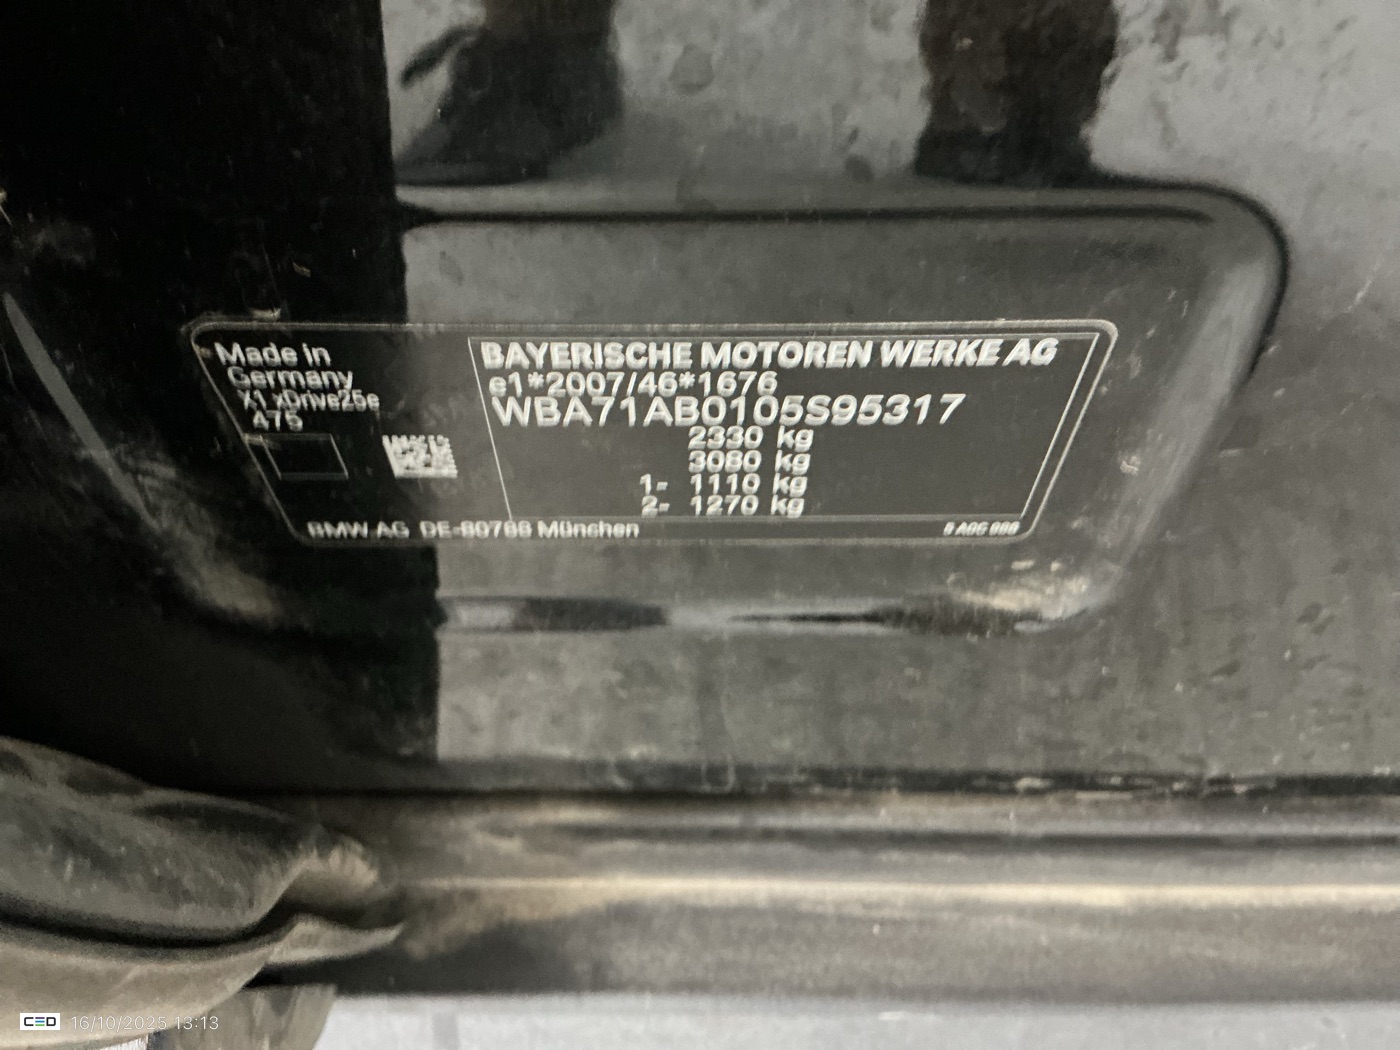 Made in
Germany
X1 xDrive25e
475
BAYERISCHE MOTOREN WERKE AG
e1*2007/46*1676
WBA71AB0105S95317
2330 kg
3080 kg
1- 1110 kg
2- 1270 kg
BMW AG DE-80788 München
CED 16/10/2025 13:13